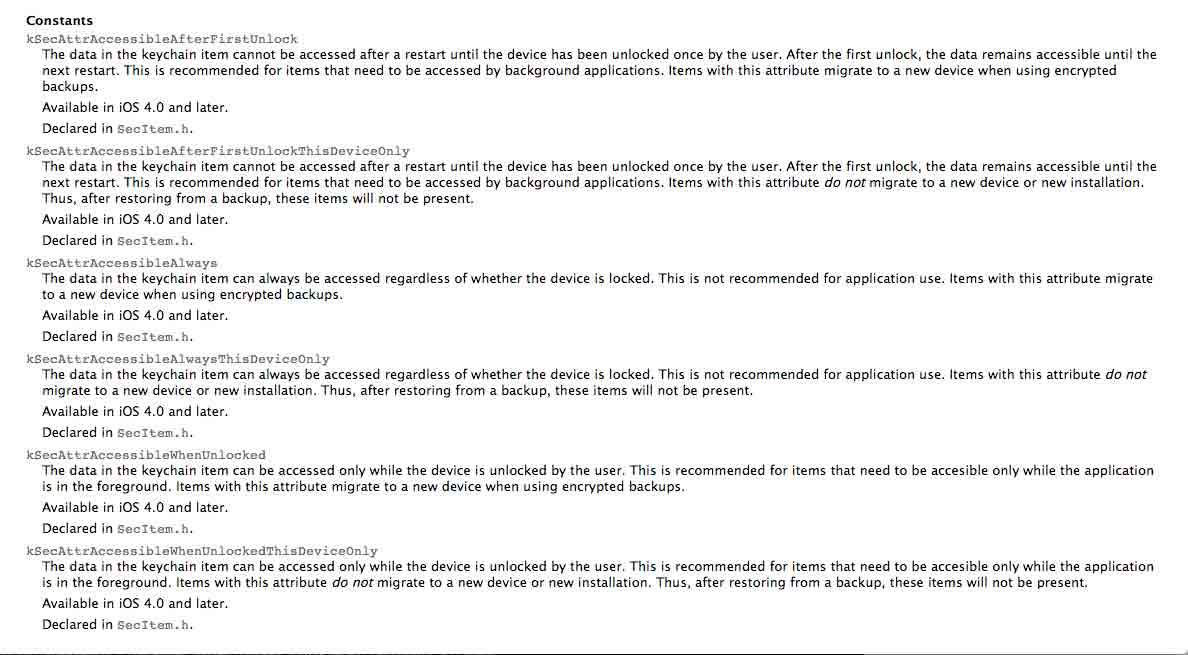 Constants
kSecAttrAccessibleAfterFirstUnlock
The data in the keychain item cannot be accessed after a restart until the device has been unlocked once by the user. After the first unlock, the data remains accessible until the
next restart. This is recommended for items that need to be accessed by background applications. Items with this attribute migrate to a new device when using encrypted
backups.
Available in iOS 4.0 and later.
Declared in SecItem.h.
kSecAttrAccessibleAfterFirstUnlockThisDeviceOnly
The data in the keychain item cannot be accessed after a restart until the device has been unlocked once by the user. After the first unlock, the data remains accessible until the
next restart. This is recommended for items that need to be accessed by background applications. Items with this attribute do not migrate to a new device or new installation.
Thus, after restoring from a backup, these items will not be present.
Available in iOS 4.0 and later.
Declared in SecItem.h.
kSecAttrAccessibleAlways
The data in the keychain item can always be accessed regardless of whether the device is locked. This is not recommended for application use. Items with this attribute migrate
to a new device when using encrypted backups.
Available in iOS 4.0 and later.
Declared in SecItem.h.
kSecAttrAccessibleAlwaysThisDeviceOnly
The data in the keychain item can always be accessed regardless of whether the device is locked. This is not recommended for application use. Items with this attribute do not
migrate to a new device or new installation. Thus, after restoring from a backup, these items will not be present.
Available in iOS 4.0 and later.
Declared in SecItem.h.
kSecAttrAccessibleWhenUnlocked
The data in the keychain item can be accessed only while the device is unlocked by the user. This is recommended for items that need to be accesible only while the application
is in the foreground. Items with this attribute migrate to a new device when using encrypted backups.
Available in iOS 4.0 and later.
Declared in SecItem.h.
kSecAttrAccessibleWhenUnlockedThisDeviceOnly
The data in the keychain item can be accessed only while the device is unlocked by the user. This is recommended for items that need to be accesible only while the application
is in the foreground. Items with this attribute do not migrate to a new device or new installation. Thus, after restoring from a backup, these items will not be present.
Available in iOS 4.0 and later.
Declared in SecItem.h.